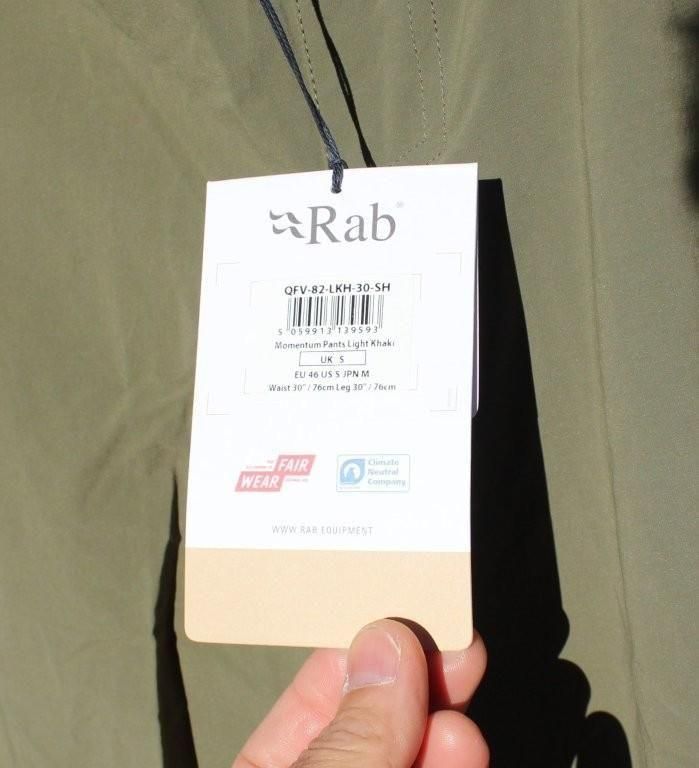 Rab®
QFV-82-LKH-30-SH
5 059913 139593
Momentum Pants Light Khaki
UK S
EU 46 US S JPN M
Waist 30" / 76cm Leg 30" / 76cm
FAIR
WEAR
Climate
Neutral
Company
WWW RAB EQUIPMENT